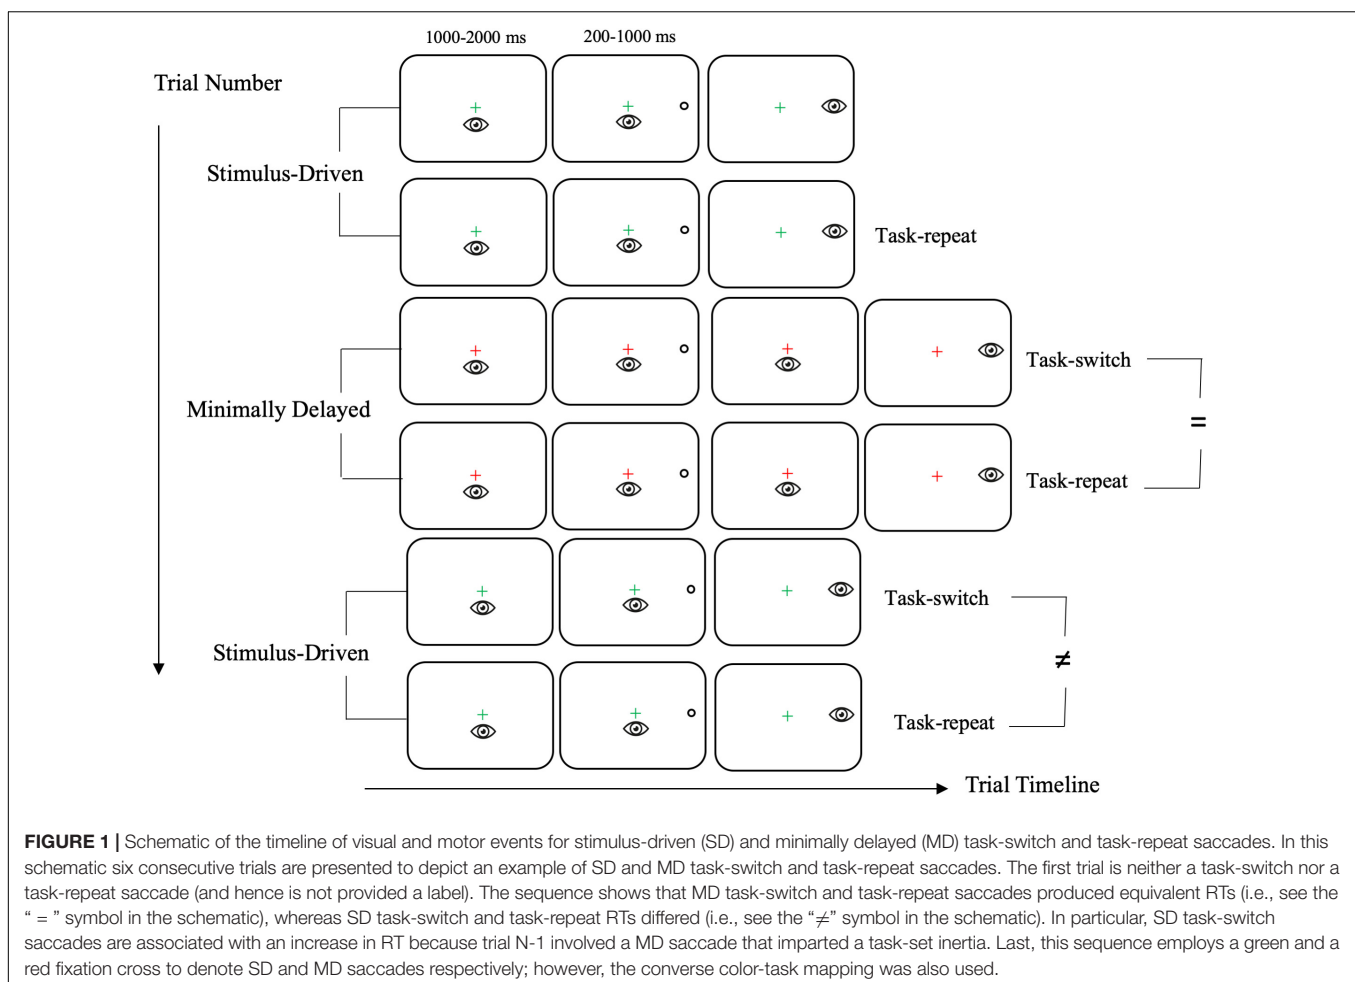 1000-2000 ms
200-1000 ms
Trial Number
Stimulus-Driven
Task-repeat
Task-switch
Minimally Delayed
=
Task-repeat
Task-switch
Stimulus-Driven
≠
Task-repeat
Trial Timeline
FIGURE 1 | Schematic of the timeline of visual and motor events for stimulus-driven (SD) and minimally delayed (MD) task-switch and task-repeat saccades. In this
schematic six consecutive trials are presented to depict an example of SD and MD task-switch and task-repeat saccades. The first trial is neither a task-switch nor a
task-repeat saccade (and hence is not provided a label). The sequence shows that MD task-switch and task-repeat saccades produced equivalent RTs (i.e., see the
“ = ” symbol in the schematic), whereas SD task-switch and task-repeat RTs differed (i.e., see the “≠” symbol in the schematic). In particular, SD task-switch
saccades are associated with an increase in RT because trial N-1 involved a MD saccade that imparted a task-set inertia. Last, this sequence employs a green and a
red fixation cross to denote SD and MD saccades respectively; however, the converse color-task mapping was also used.